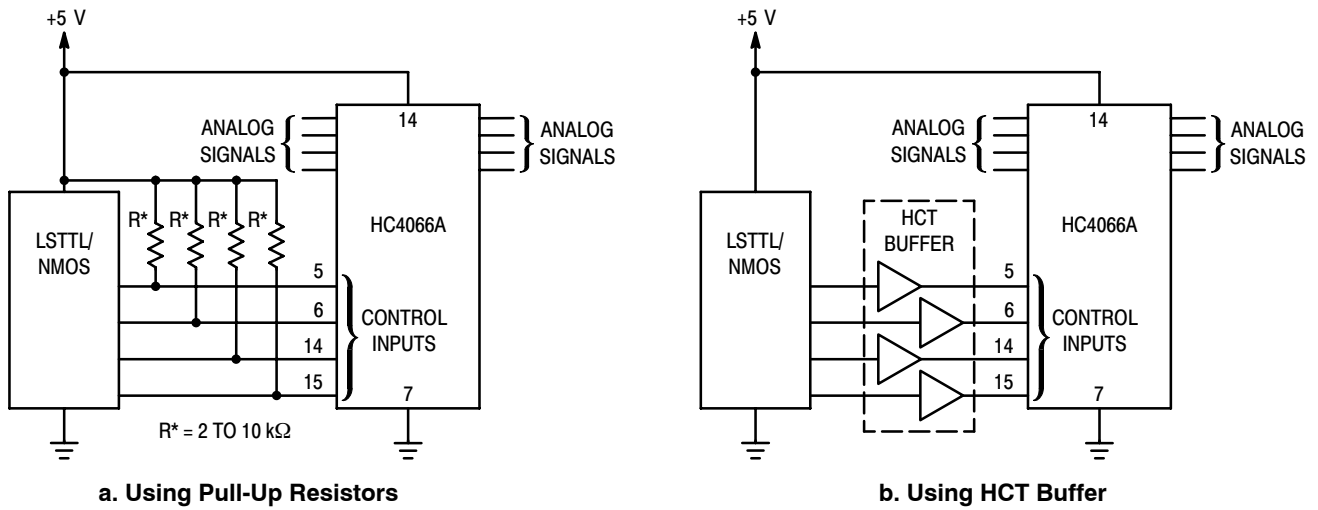 +5 V
ANALOG
SIGNALS
14
ANALOG
SIGNALS
R* R* R* R*
LSTTL/
NMOS
HC4066A
5
6
14
15
CONTROL
INPUTS
7
R* = 2 TO 10 kΩ
a. Using Pull-Up Resistors
+5 V
ANALOG
SIGNALS
14
ANALOG
SIGNALS
HCT
BUFFER
LSTTL/
NMOS
HC4066A
5
6
14
15
CONTROL
INPUTS
7
b. Using HCT Buffer